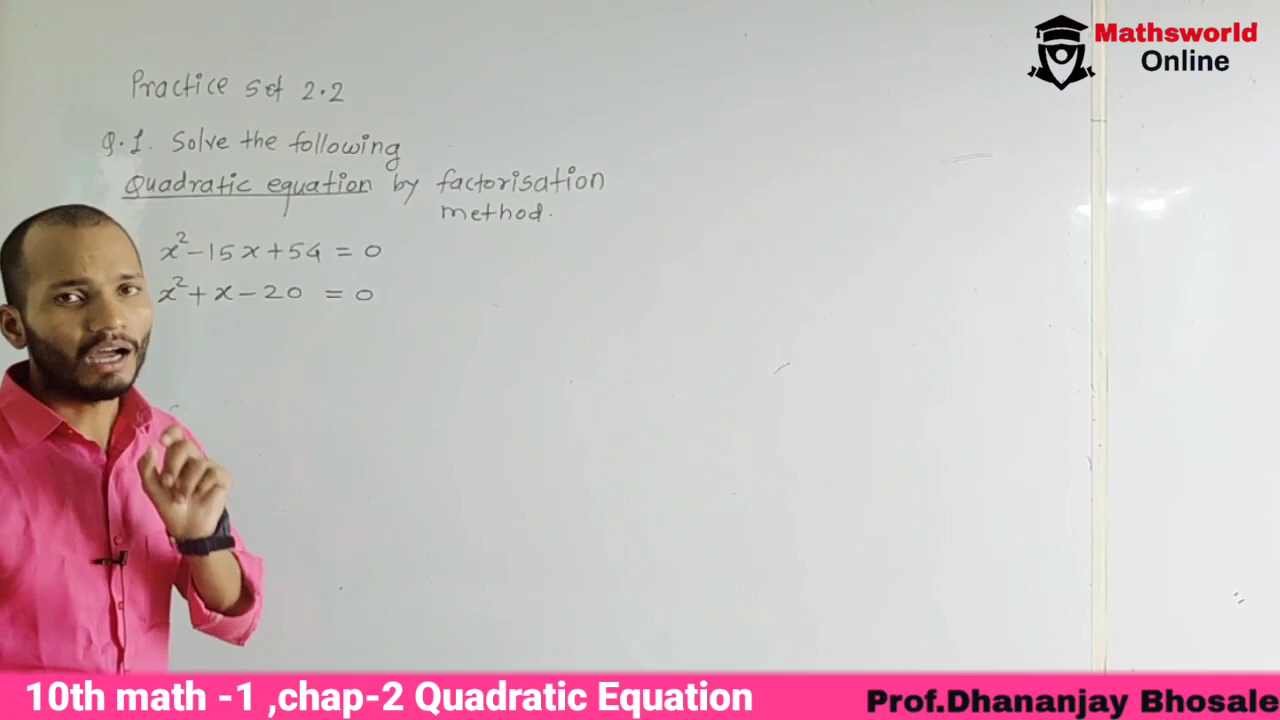 Mathsworld
Online
Practice Set 2.2
Q.1. Solve the following
Quadratic equation by factorisation
method.
x² - 15x + 54 = 0
x² + x - 20 = 0
10th math -1 ,chap-2 Quadratic Equation
Prof.Dhananjay Bhosale